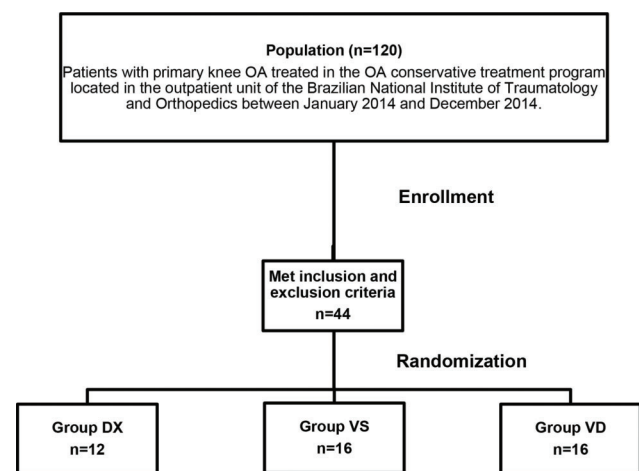 Population (n=120)
Patients with primary knee OA treated in the OA conservative treatment program
located in the outpatient unit of the Brazilian National Institute of Traumatology
and Orthopedics between January 2014 and December 2014.
Enrollment
Met inclusion and
exclusion criteria
n=44
Randomization
Group DX
n=12
Group VS
n=16
Group VD
n=16